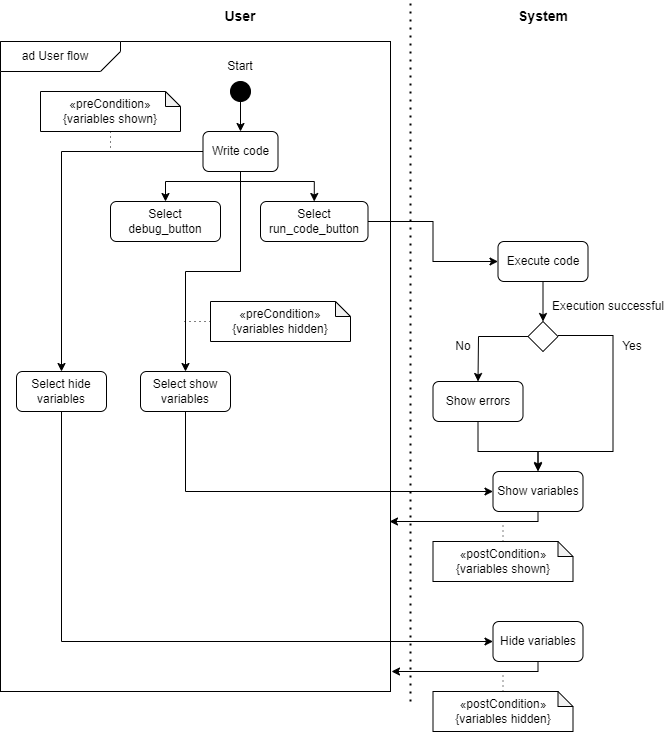 User
System
ad User flow
Start
«preCondition»
{variables shown}
Write code
Select
debug_button
Select
run_code_button
Execute code
«preCondition»
{variables hidden}
Execution successful
No
Yes
Select hide
variables
Select show
variables
Show errors
Show variables
«postCondition»
{variables shown}
Hide variables
«postCondition»
{variables hidden}